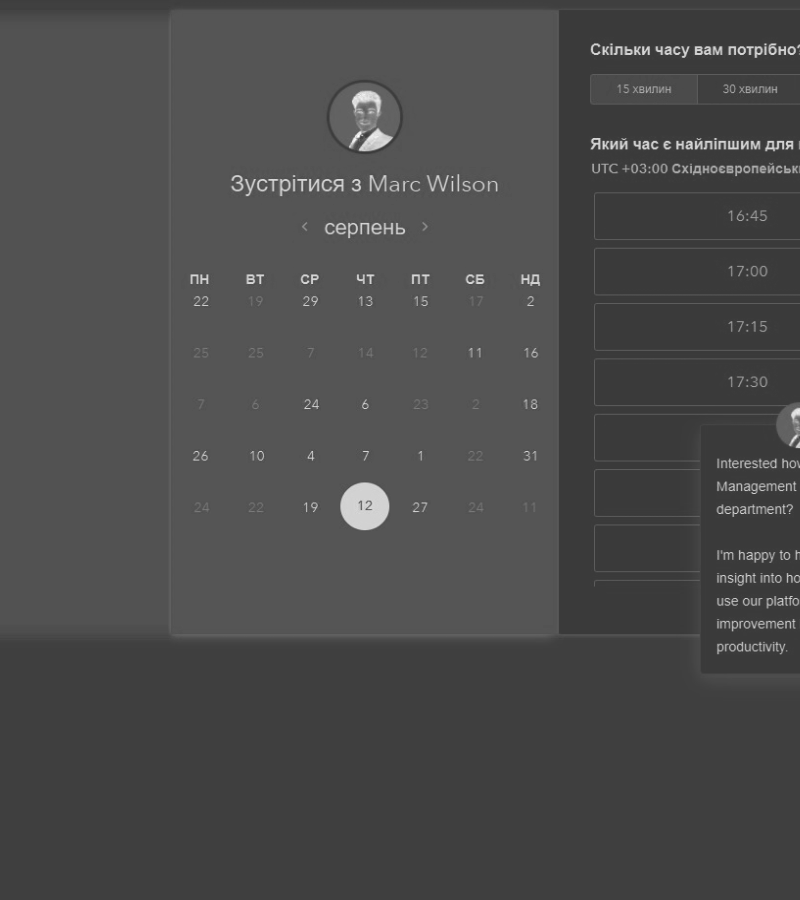 Зустрітися з Marc Wilson
серпень
ПН ВТ СР ЧТ ПТ СБ НД
22 19 29 13 15 17 2
25 25 7 14 12 11 16
7 6 24 6 23 2 18
26 10 4 7 1 22 31
24 22 19 12 27 24 11
Скільки часу вам потрібно?
15 хвилин 30 хвилин
Який час є найліпшим для
UTC +03:00
16:45
17:00
17:15
17:30
Interested
Management
department?
I'm happy to
insight into
use our
improvement
productivity.